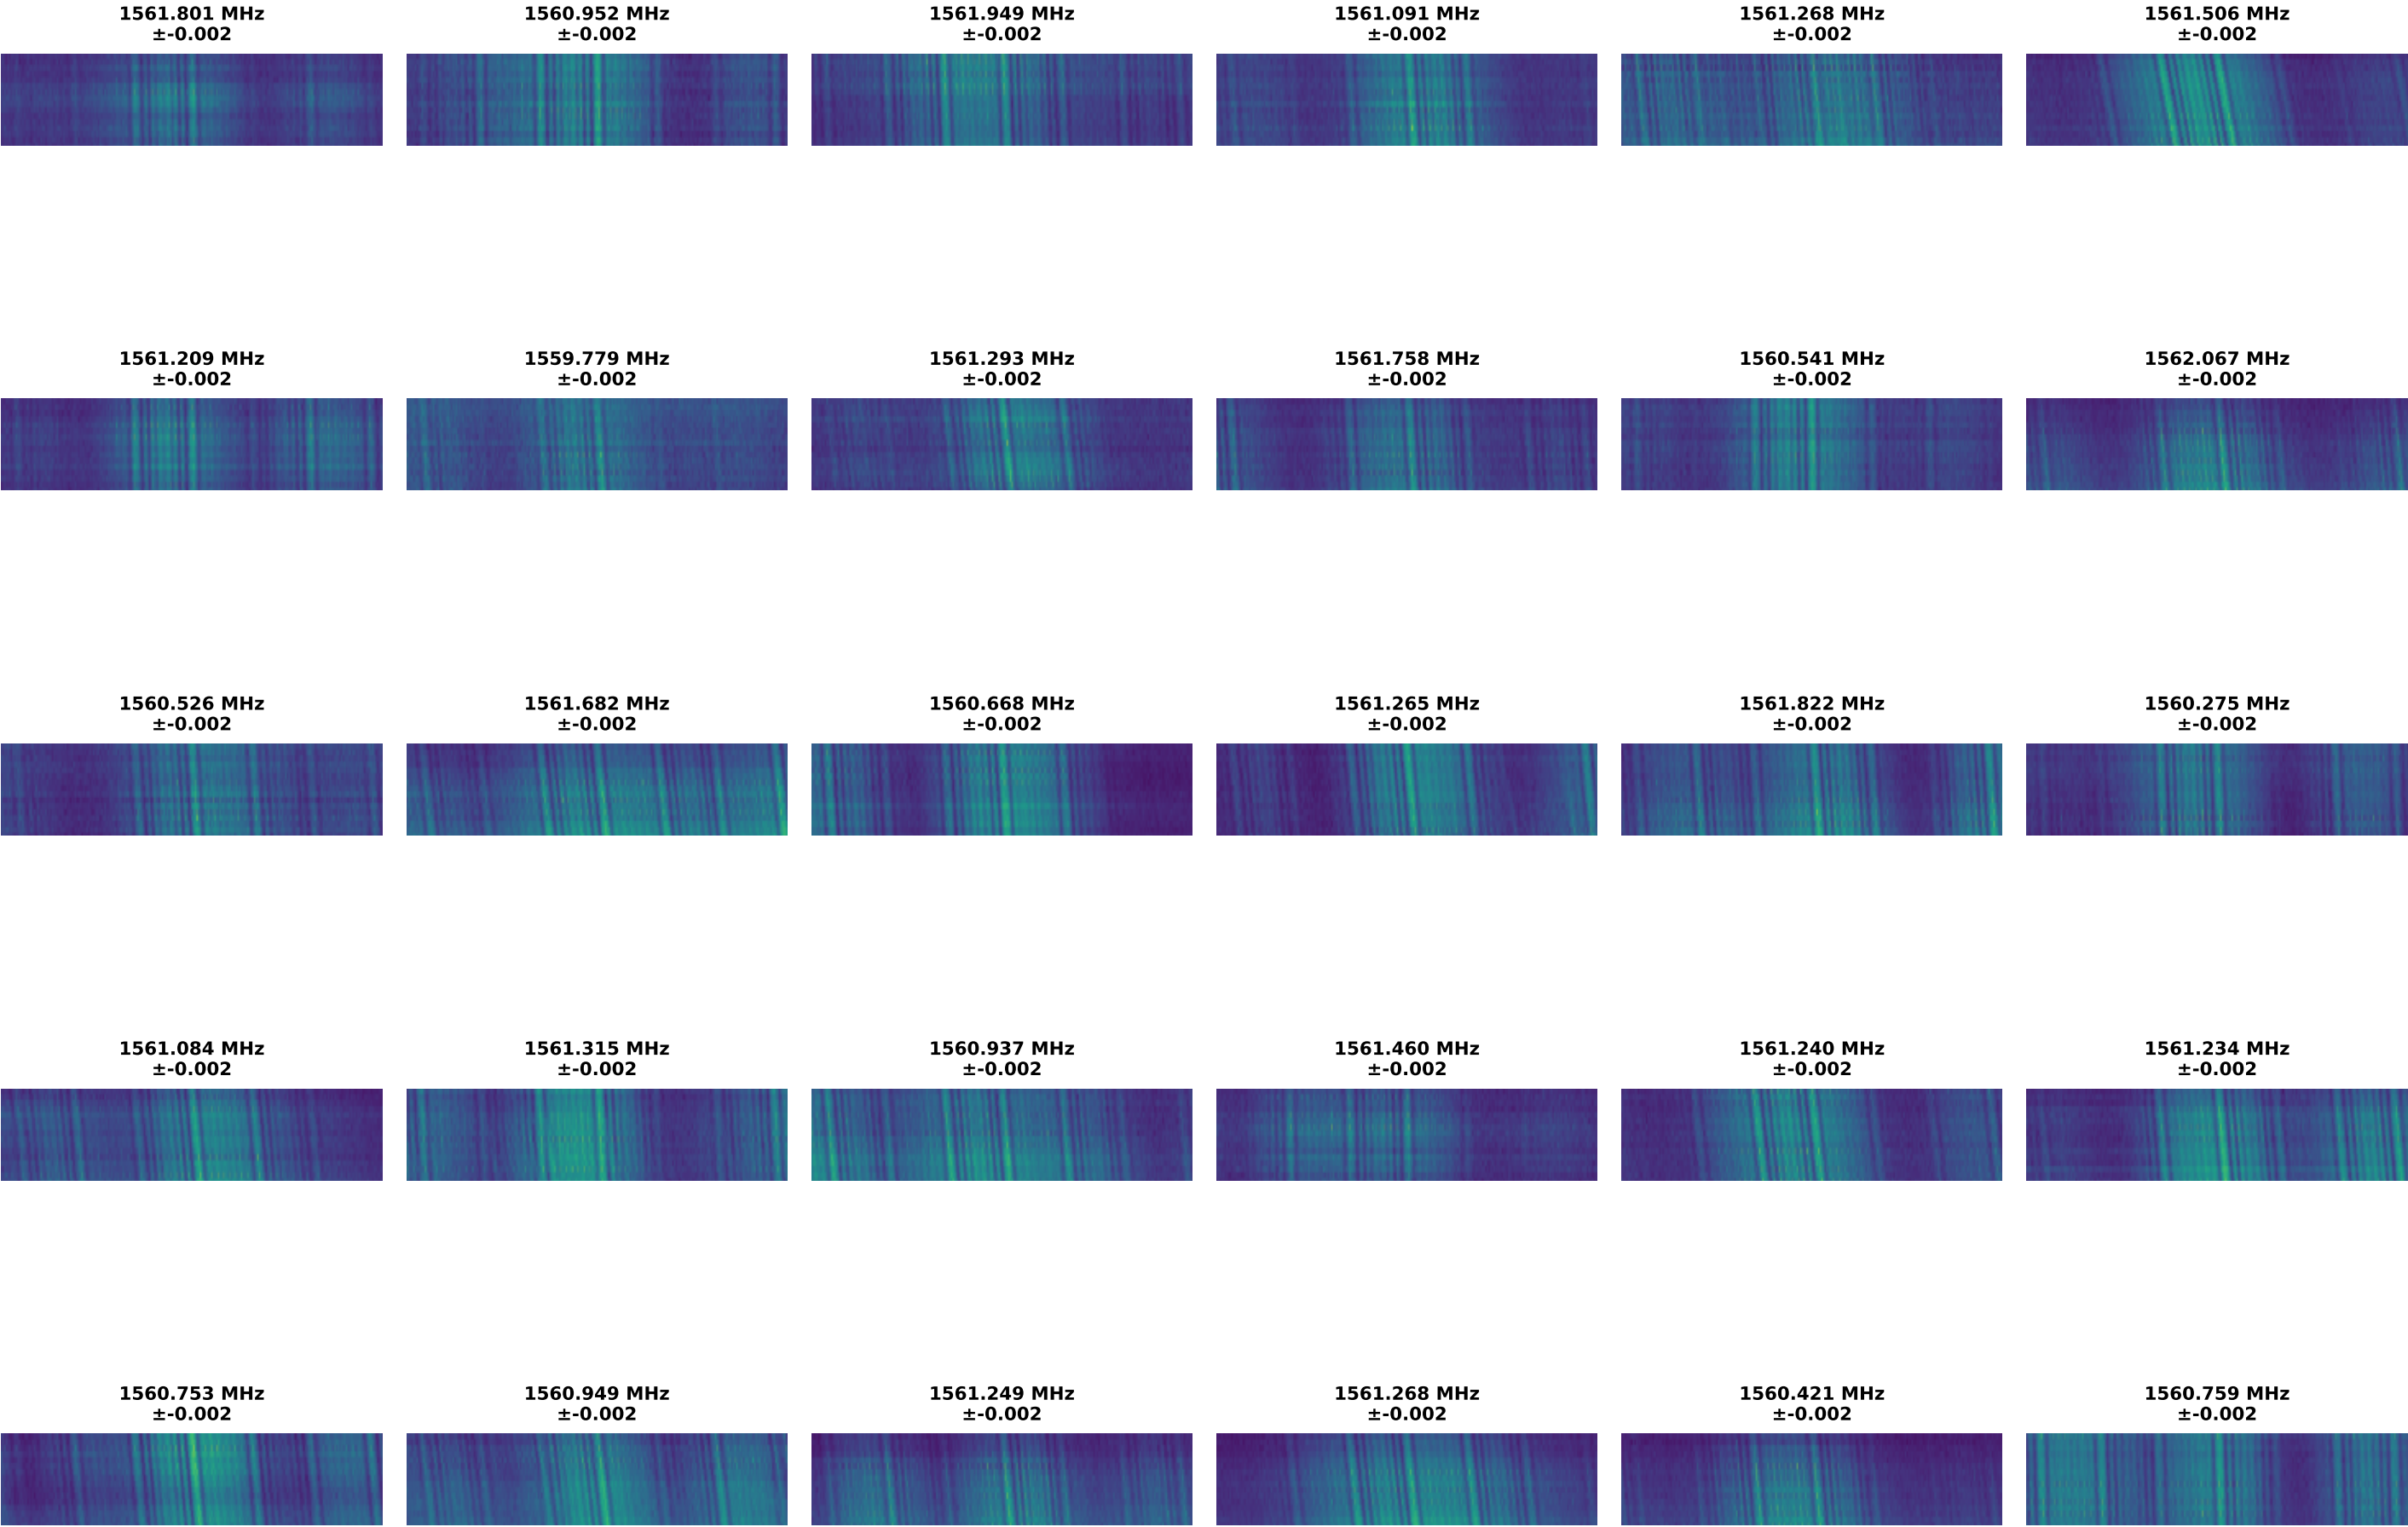 1561.801 MHz
±-0.002
1560.952 MHz
±-0.002
1561.949 MHz
±-0.002
1561.091 MHz
±-0.002
1561.268 MHz
±-0.002
1561.506 MHz
±-0.002
1561.209 MHz
±-0.002
1559.779 MHz
±-0.002
1561.293 MHz
±-0.002
1561.758 MHz
±-0.002
1560.541 MHz
±-0.002
1562.067 MHz
±-0.002
1560.526 MHz
±-0.002
1561.682 MHz
±-0.002
1560.668 MHz
±-0.002
1561.265 MHz
±-0.002
1561.822 MHz
±-0.002
1560.275 MHz
±-0.002
1561.084 MHz
±-0.002
1561.315 MHz
±-0.002
1560.937 MHz
±-0.002
1561.460 MHz
±-0.002
1561.240 MHz
±-0.002
1561.234 MHz
±-0.002
1560.753 MHz
±-0.002
1560.949 MHz
±-0.002
1561.249 MHz
±-0.002
1561.268 MHz
±-0.002
1560.421 MHz
±-0.002
1560.759 MHz
±-0.002